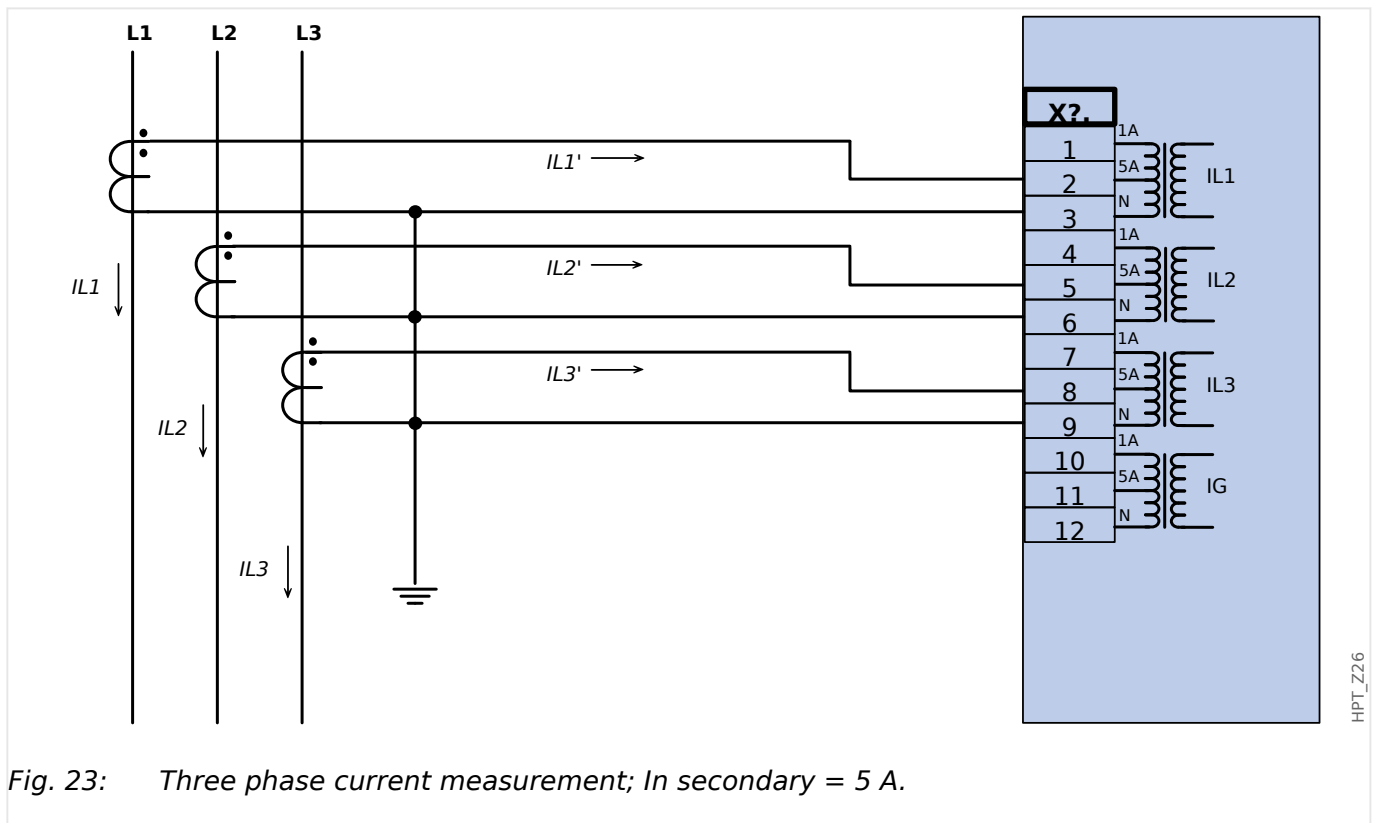 L1 L2 L3
X?.
1A
1
IL1'
5A
IL1
2
N
3
1A
4
IL2'
5A
IL2
IL1
5
N
6
1A
7
IL3'
5A
IL3
8
N
IL2
9
1A
10
5A
IG
11
N
12
IL3
HPT_Z26
Fig. 23: Three phase current measurement; In secondary = 5 A.